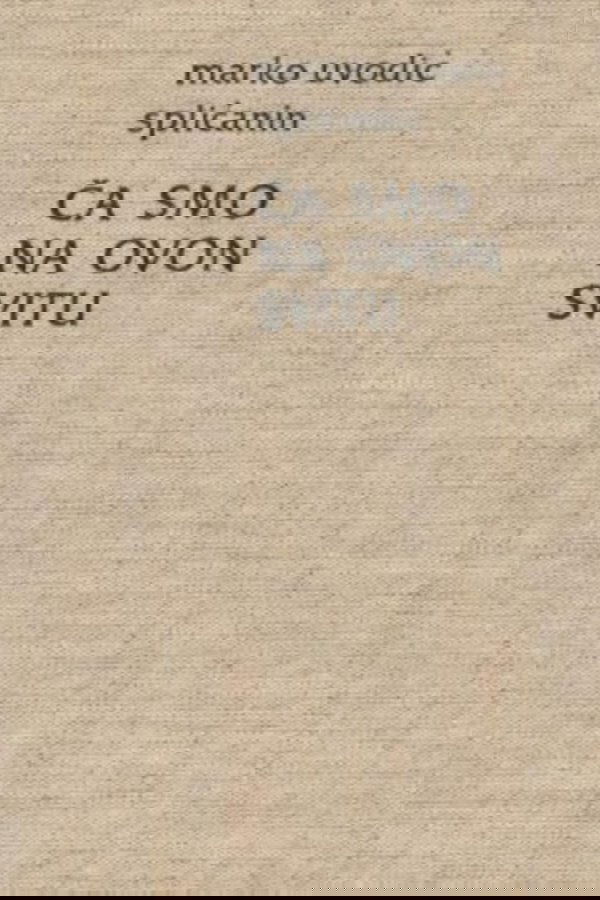 marko uvodić
splićanin
ČA SMO
NA OVON
SVITU